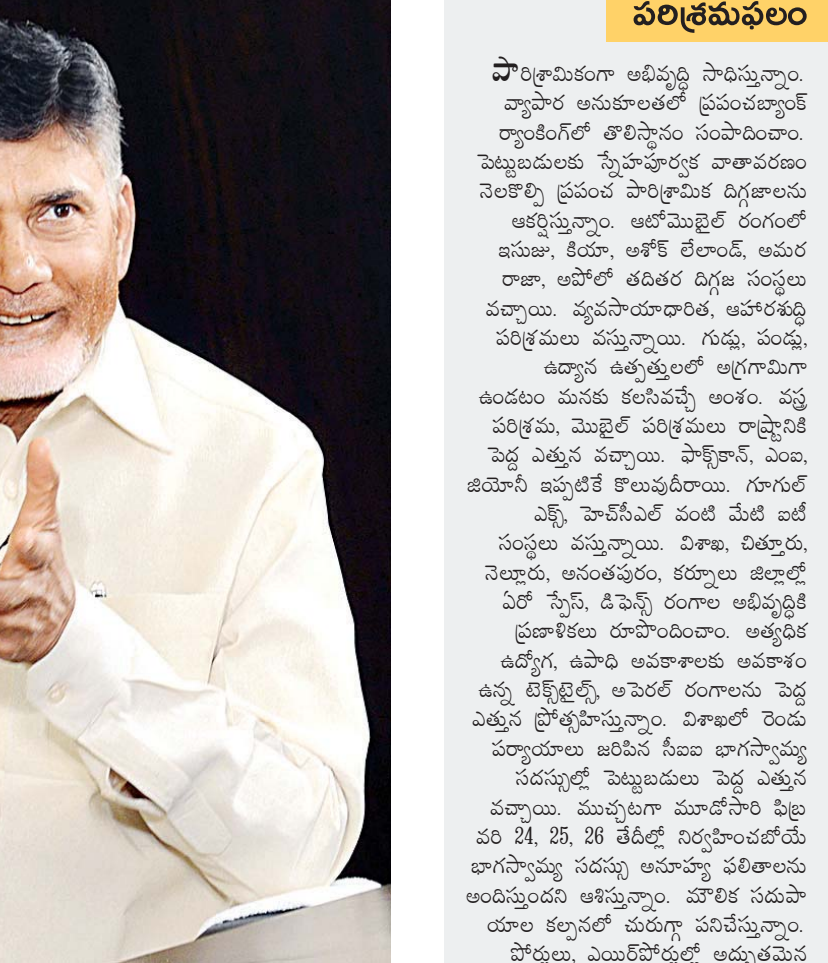 పరిశ్రమఫలం
పారిశ్రామికంగా అభివృద్ధి సాధిస్తున్నాం.
వ్యాపార అనుకూలతలో ప్రపంచబ్యాంక్
ర్యాంకింగ్‌లో తొలిస్థానం సంపాదించాం.
పెట్టుబడులకు స్నేహపూర్వక వాతావరణం
నెలకొల్పి ప్రపంచ పారిశ్రామిక దిగ్గజాలను
ఆకర్షిస్తున్నాం. ఆటోమొబైల్ రంగంలో
ఇసుజు, కియా, అశోక్ లేలాండ్, అమర
రాజా, అపోలో తదితర దిగ్గజ సంస్థలు
వచ్చాయి. వ్యవసాయాధారిత, ఆహారశుద్ధి
పరిశ్రమలు వస్తున్నాయి. గుడ్లు, పండ్లు,
ఉద్యాన ఉత్పత్తులలో అగ్రగామిగా
ఉండటం మనకు కలసివచ్చే అంశం. వస్త్ర
పరిశ్రమ, మొబైల్ పరిశ్రమలు రాష్ట్రానికి
పెద్ద ఎత్తున వచ్చాయి. ఫాక్స్‌కాన్, ఎంఐ,
జియోనీ ఇప్పటికే కొలువుదీరాయి. గూగుల్
ఎక్స్, హెచ్‌సీఎల్ వంటి మేటి ఐటీ
సంస్థలు వస్తున్నాయి. విశాఖ, చిత్తూరు,
నెల్లూరు, అనంతపురం, కర్నూలు జిల్లాల్లో
ఏరో స్పేస్, డిఫెన్స్ రంగాల అభివృద్ధికి
ప్రణాళికలు రూపొందించాం. అత్యధిక
ఉద్యోగ, ఉపాధి అవకాశాలకు అవకాశం
ఉన్న టెక్స్‌టైల్స్, అపెరల్ రంగాలను పెద్ద
ఎత్తున ప్రోత్సహిస్తున్నాం. విశాఖలో రెండు
పర్యాయాలు జరిపిన సీఐఐ భాగస్వామ్య
సదస్సుల్లో పెట్టుబడులు పెద్ద ఎత్తున
వచ్చాయి. ముచ్చటగా మూడోసారి ఫిబ్ర
వరి 24, 25, 26 తేదీల్లో నిర్వహించబోయే
భాగస్వామ్య సదస్సు అనూహ్య ఫలితాలను
అందిస్తుందని ఆశిస్తున్నాం. మౌలిక సదుపా
యాల కల్పనలో చురుగ్గా పనిచేస్తున్నాం.
పోర్టులు, ఎయిర్‌పోర్టుల్లో అద్భుతమైన